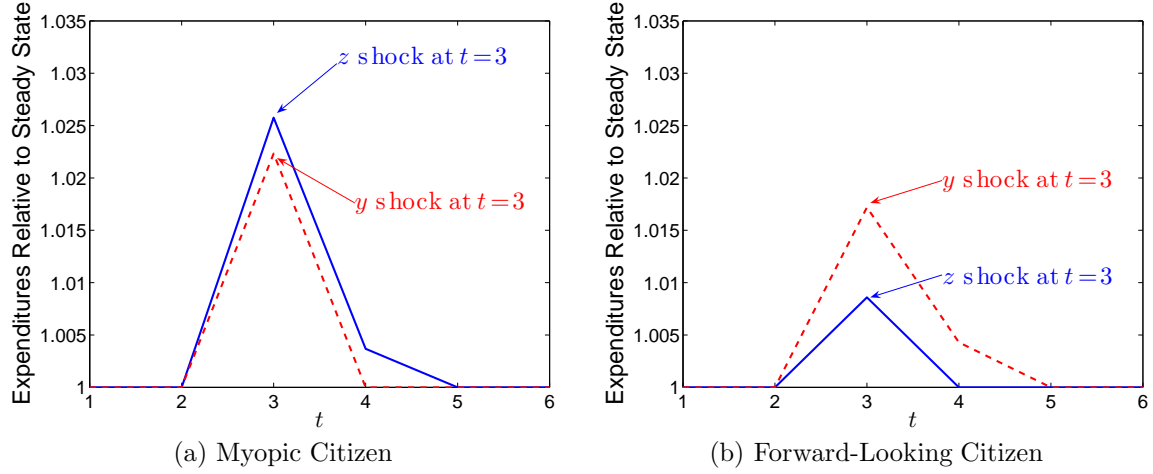 Expenditures Relative to Steady State
1.035
1.03
1.025
1.02
1.015
1.01
1.005
1
1 2 3 4 5 6
t
z shock at t=3
y shock at t=3
(a) Myopic Citizen
Expenditures Relative to Steady State
1.035
1.03
1.025
1.02
1.015
1.01
1.005
1
1 2 3 4 5 6
t
y shock at t=3
z shock at t=3
(b) Forward-Looking Citizen